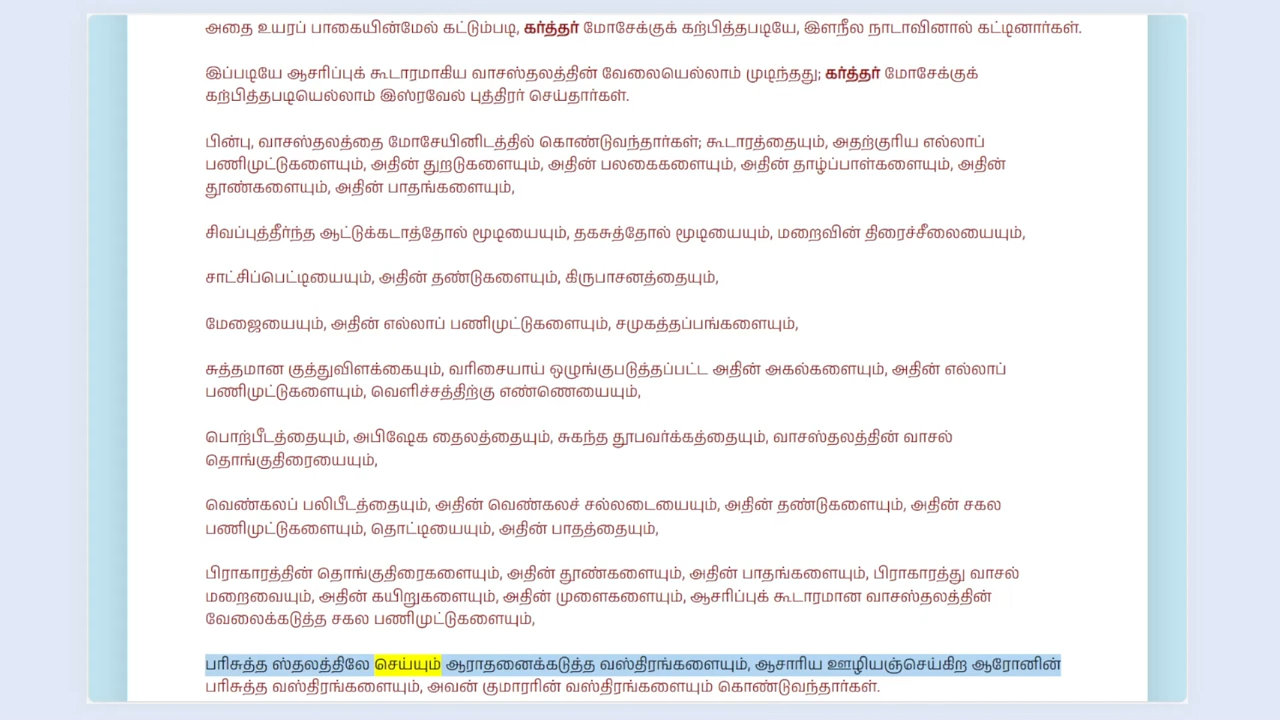 அதை உயரப் பாகையின்மேல் கட்டும்படி, கர்த்தர் மோசேக்குக் கற்பித்தபடியே, இளநீல நாடாவினால் கட்டினார்கள்.
இப்படியே ஆசரிப்புக் கூடாரமாகிய வாசஸ்தலத்தின் வேலையெல்லாம் முடிந்தது; கர்த்தர் மோசேக்குக்
கற்பித்தபடியெல்லாம் இஸ்ரவேல் புத்திரர் செய்தார்கள்.
பின்பு, வாசஸ்தலத்தை மோசேயினிடத்தில் கொண்டுவந்தார்கள்; கூடாரத்தையும், அதற்குரிய எல்லாப்
பணிமுட்டுகளையும், அதின் துறடுகளையும், அதின் பலகைகளையும், அதின் தாழ்ப்பாள்களையும், அதின்
தூண்களையும், அதின் பாதங்களையும்,
சிவப்புத்தீர்ந்த ஆட்டுக்கடாத்தோல் மூடியையும், தகசுத்தோல் மூடியையும், மறைவின் திரைச்சீலையையும்,
சாட்சிப்பெட்டியையும், அதின் தண்டுகளையும், கிருபாசனத்தையும்,
மேஜையையும், அதின் எல்லாப் பணிமுட்டுகளையும், சமுகத்தப்பங்களையும்,
சுத்தமான குத்துவிளக்கையும், வரிசையாய் ஒழுங்குபடுத்தப்பட்ட அதின் அகல்களையும், அதின் எல்லாப்
பணிமுட்டுகளையும், வெளிச்சத்திற்கு எண்ணெயையும்,
பொற்பீடத்தையும், அபிஷேக தைலத்தையும், சுகந்த தூபவர்க்கத்தையும், வாசஸ்தலத்தின் வாசல்
தொங்குதிரையையும்,
வெண்கலப் பலிபீடத்தையும், அதின் வெண்கலச் சல்லடையையும், அதின் தண்டுகளையும், அதின் சகல
பணிமுட்டுகளையும், தொட்டியையும், அதின் பாதத்தையும்,
பிராகாரத்தின் தொங்குதிரைகளையும், அதின் தூண்களையும், அதின் பாதங்களையும், பிராகாரத்து வாசல்
மறைவையும், அதின் கயிறுகளையும், அதின் முளைகளையும், ஆசரிப்புக் கூடாரமான வாசஸ்தலத்தின்
வேலைக்கடுத்த சகல பணிமுட்டுகளையும்,
பரிசுத்த ஸ்தலத்திலே செய்யும் ஆராதனைக்கடுத்த வஸ்திரங்களையும், ஆசாரிய ஊழியஞ்செய்கிற ஆரோனின்
பரிசுத்த வஸ்திரங்களையும், அவன் குமாரரின் வஸ்திரங்களையும் கொண்டுவந்தார்கள்.